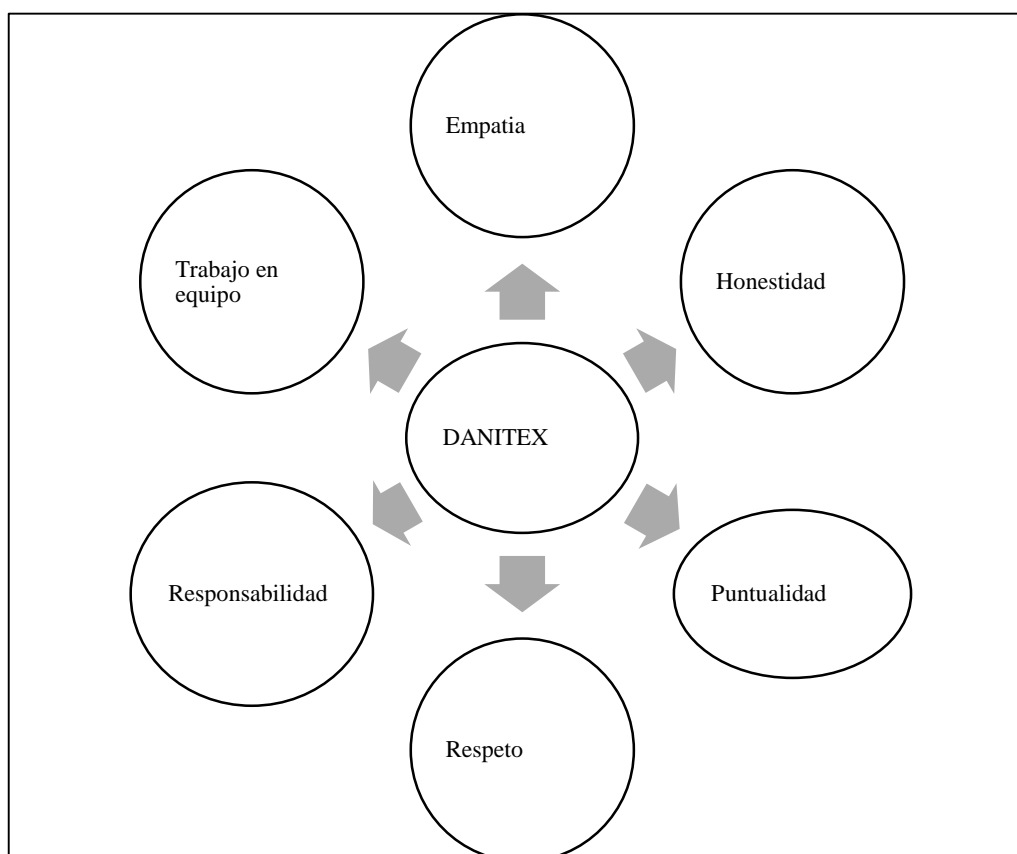 Empatia
Trabajo en
equipo
Honestidad
DANITEX
Responsabilidad
Puntualidad
Respeto